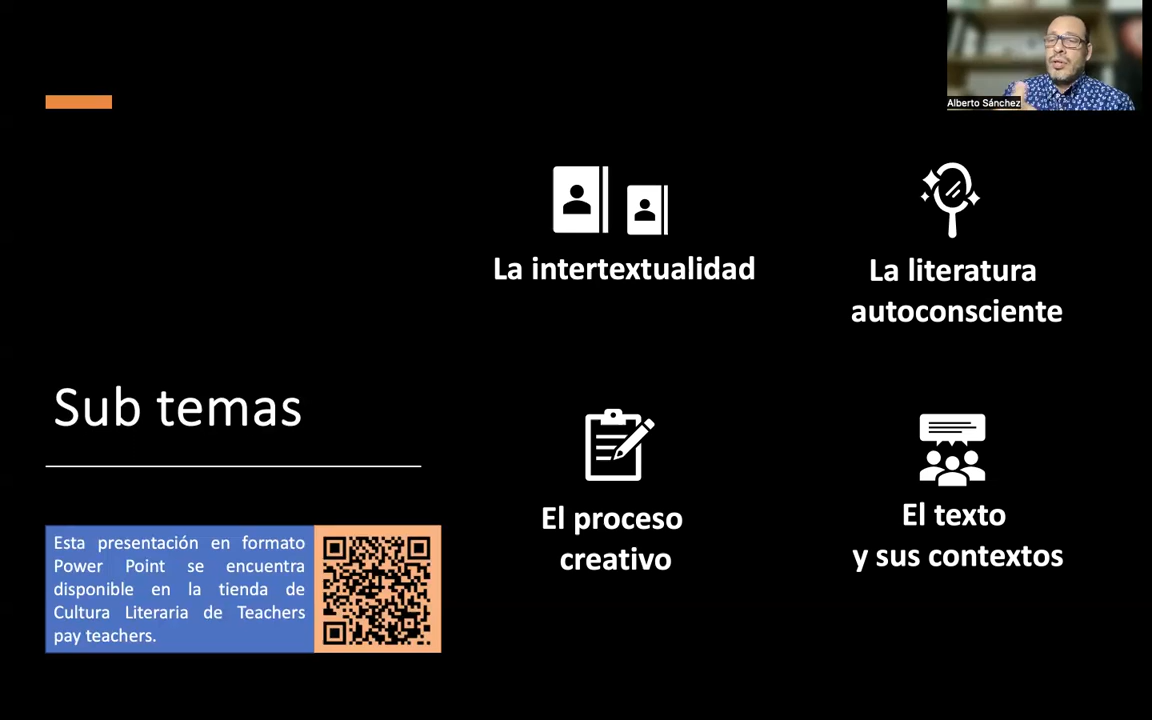 Alberto Sánchez
La intertextualidad
La literatura
autoconsciente
Sub temas
El proceso
creativo
El texto
y sus contextos
Esta presentación en formato
Power Point se encuentra
disponible en la tienda de
Cultura Literaria de Teachers
pay teachers.